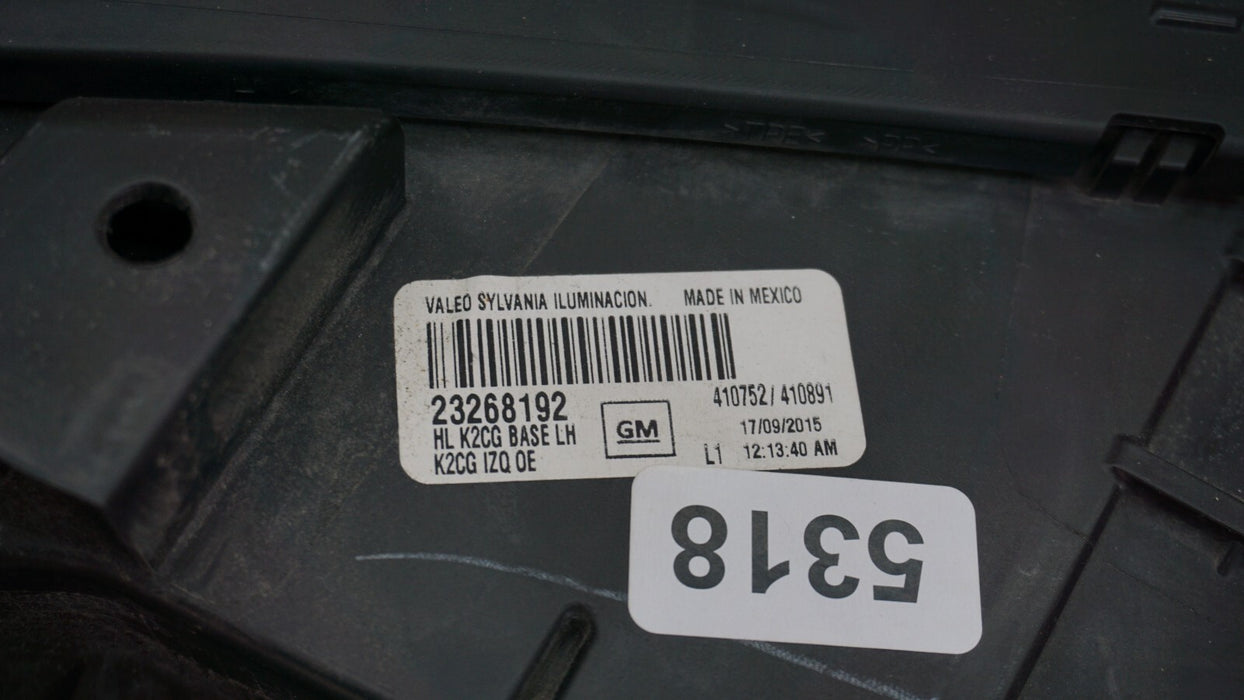 VALEO SYLVANIA ILUMINACION. MADE IN MEXICO
23268192
410752 / 410891
HL K2CG BASE LH
K2CG IZQ OE
GM
17/09/2015
L1 12:13:40 AM
5318